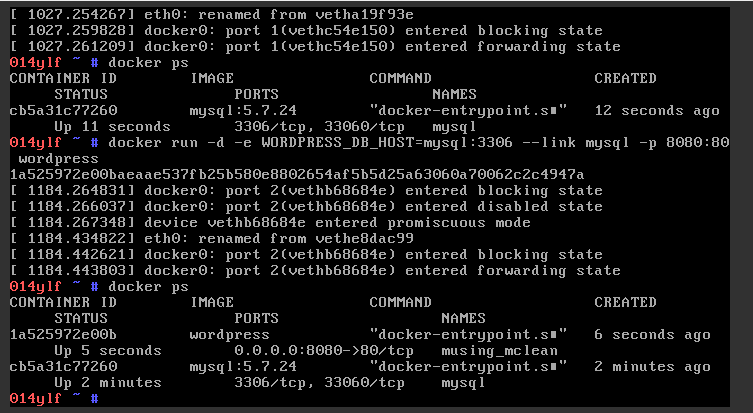 [ 1027.254267] eth0: renamed from vetha19f93e
[ 1027.259828] docker0: port 1(vethc54e150) entered blocking state
[ 1027.261209] docker0: port 1(vethc54e150) entered forwarding state
014ylf ~ # docker ps
CONTAINER ID        IMAGE               COMMAND                  CREATED
     STATUS              PORTS                 NAMES
cb5a31c77260        mysql:5.7.24        "docker-entrypoint.s■"   12 seconds ago
     Up 11 seconds       3306/tcp, 33060/tcp   mysql
014ylf ~ # docker run -d -e WORDPRESS_DB_HOST=mysql:3306 --link mysql -p 8080:80
 wordpress
1a525972e00baeaae537fb25b580e8802654af5b5d25a63060a70062c2c4947a
[ 1184.264831] docker0: port 2(vethb68684e) entered blocking state
[ 1184.266037] docker0: port 2(vethb68684e) entered disabled state
[ 1184.267348] device vethb68684e entered promiscuous mode
[ 1184.434822] eth0: renamed from vethe8dac99
[ 1184.442621] docker0: port 2(vethb68684e) entered blocking state
[ 1184.443803] docker0: port 2(vethb68684e) entered forwarding state
014ylf ~ # docker ps
CONTAINER ID        IMAGE               COMMAND                  CREATED
     STATUS              PORTS                 NAMES
1a525972e00b        wordpress           "docker-entrypoint.s■"   6 seconds ago
     Up 5 seconds        0.0.0.0:8080->80/tcp   musing_mclean
cb5a31c77260        mysql:5.7.24        "docker-entrypoint.s■"   2 minutes ago
     Up 2 minutes        3306/tcp, 33060/tcp    mysql
014ylf ~ #